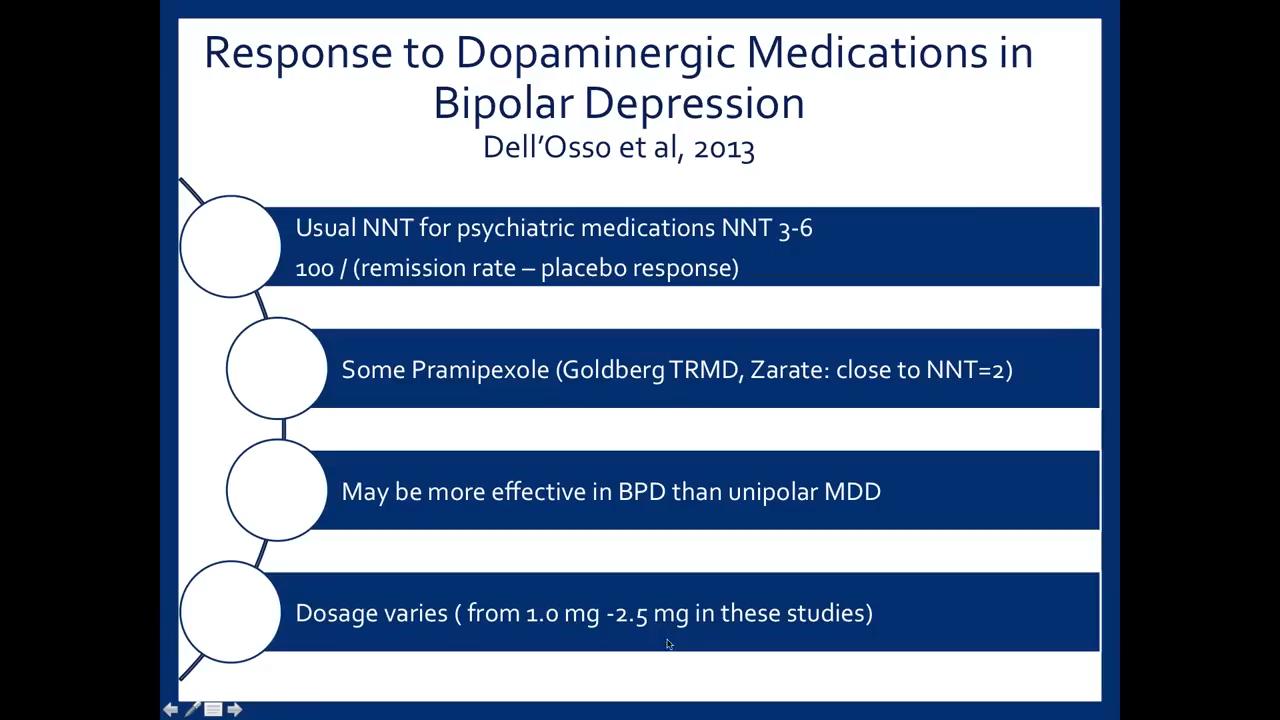 Response to Dopaminergic Medications in
Bipolar Depression
Dell’Osso et al, 2013
Usual NNT for psychiatric medications NNT 3-6
100 / (remission rate – placebo response)
Some Pramipexole (Goldberg TRMD, Zarate: close to NNT=2)
May be more effective in BPD than unipolar MDD
Dosage varies ( from 1.0 mg -2.5 mg in these studies)